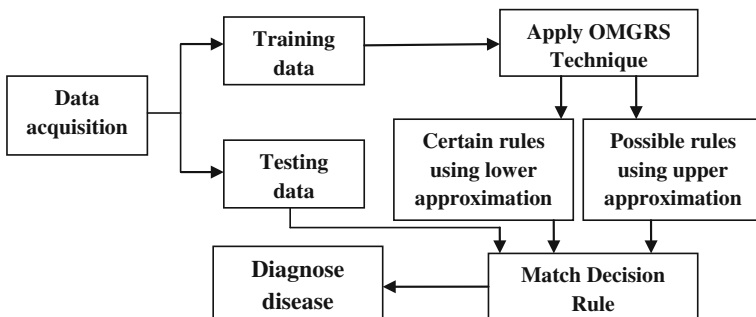 Training
data
Apply OMGRS
Technique
Data
acquisition
Certain rules
using lower
approximation
Possible rules
using upper
approximation
Testing
data
Diagnose
disease
Match Decision
Rule